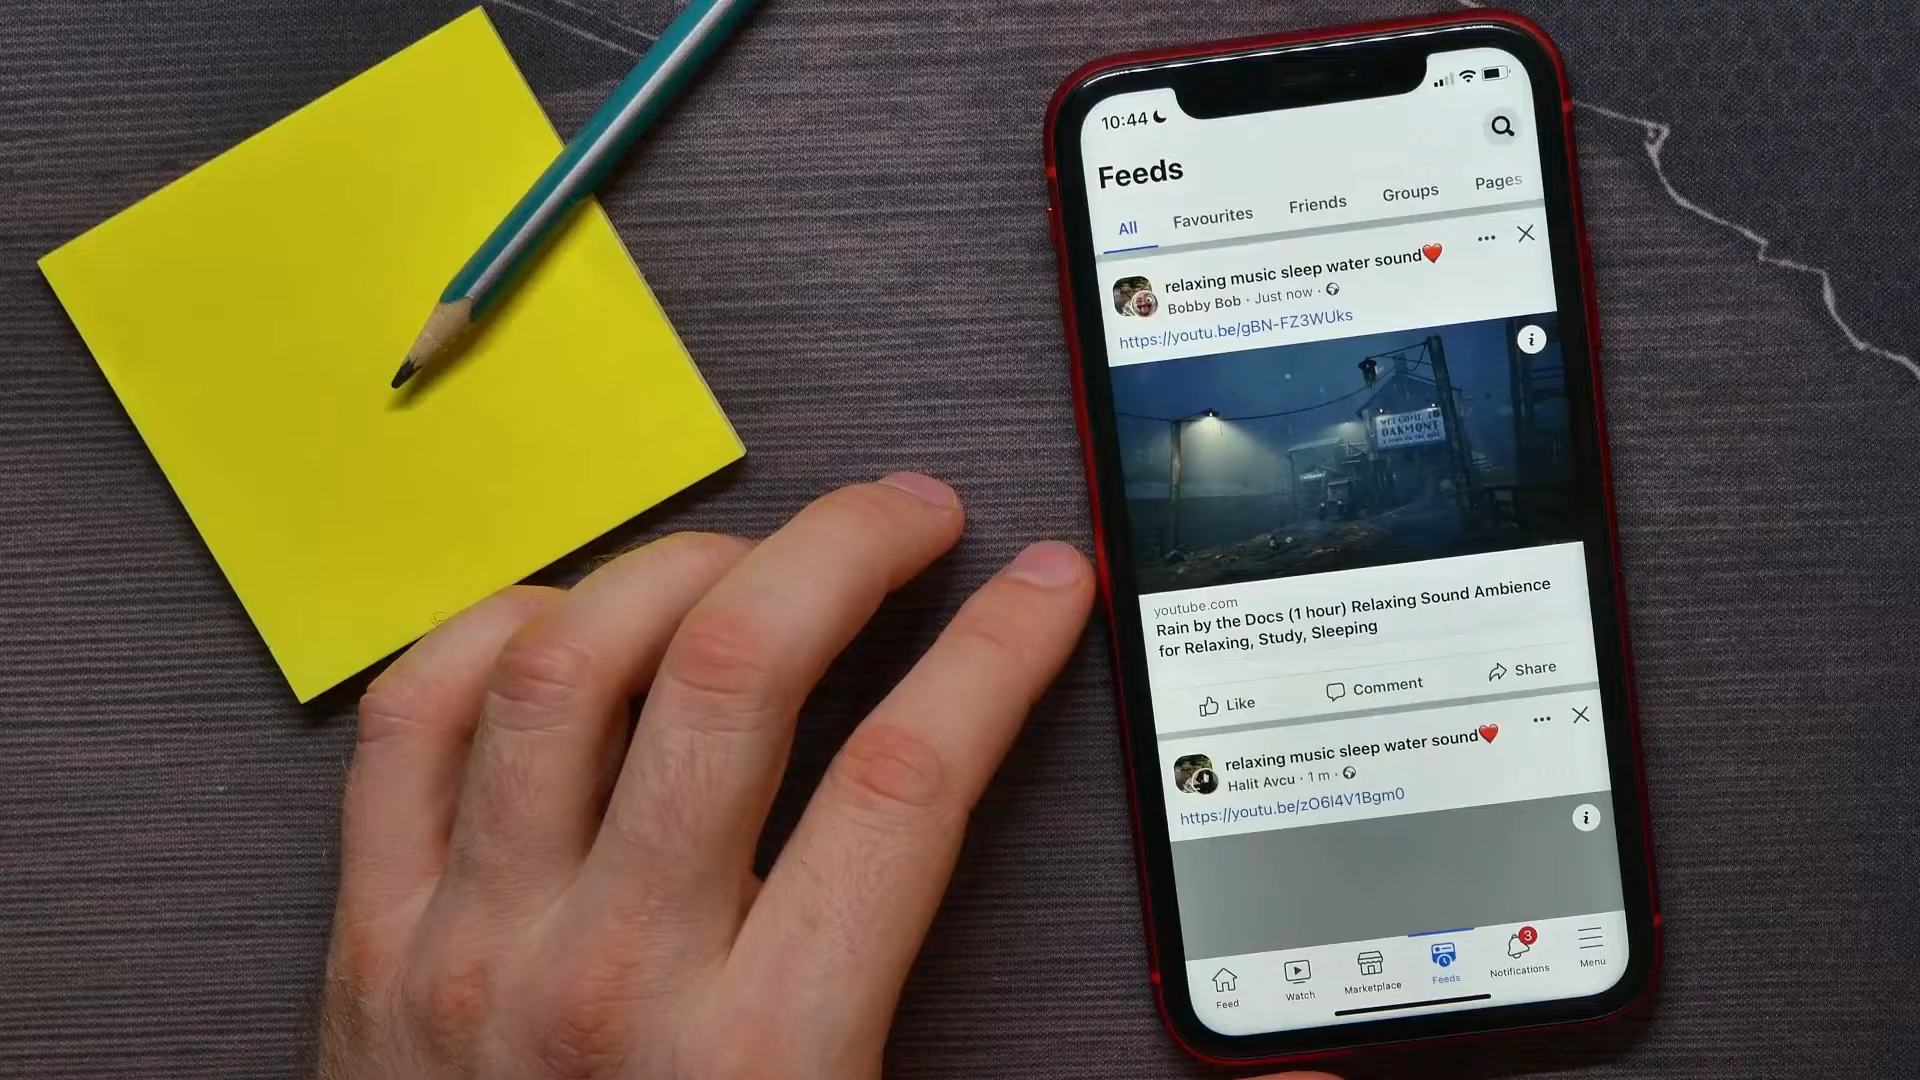 10:44
Feeds
All Favourites Friends Groups Pages
relaxing music sleep water sound❤️
Bobby Bob · Just now ·
https://youtu.be/gBN-FZ3WUks
WELCOME TO
OAKMONT
youtube.com
Rain by the Docs (1 hour) Relaxing Sound Ambience
for Relaxing, Study, Sleeping
Like Comment Share
relaxing music sleep water sound❤️
Halit Avcu · 1 m ·
https://youtu.be/zO6I4V1Bgm0
3
Feed Watch Marketplace Feeds Notifications Menu